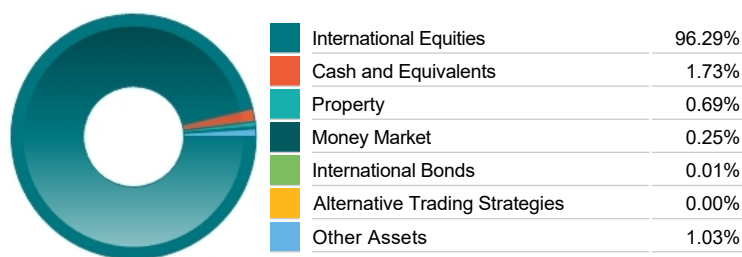 International Equities 96.29%
Cash and Equivalents 1.73%
Property 0.69%
Money Market 0.25%
International Bonds 0.01%
Alternative Trading Strategies 0.00%
Other Assets 1.03%